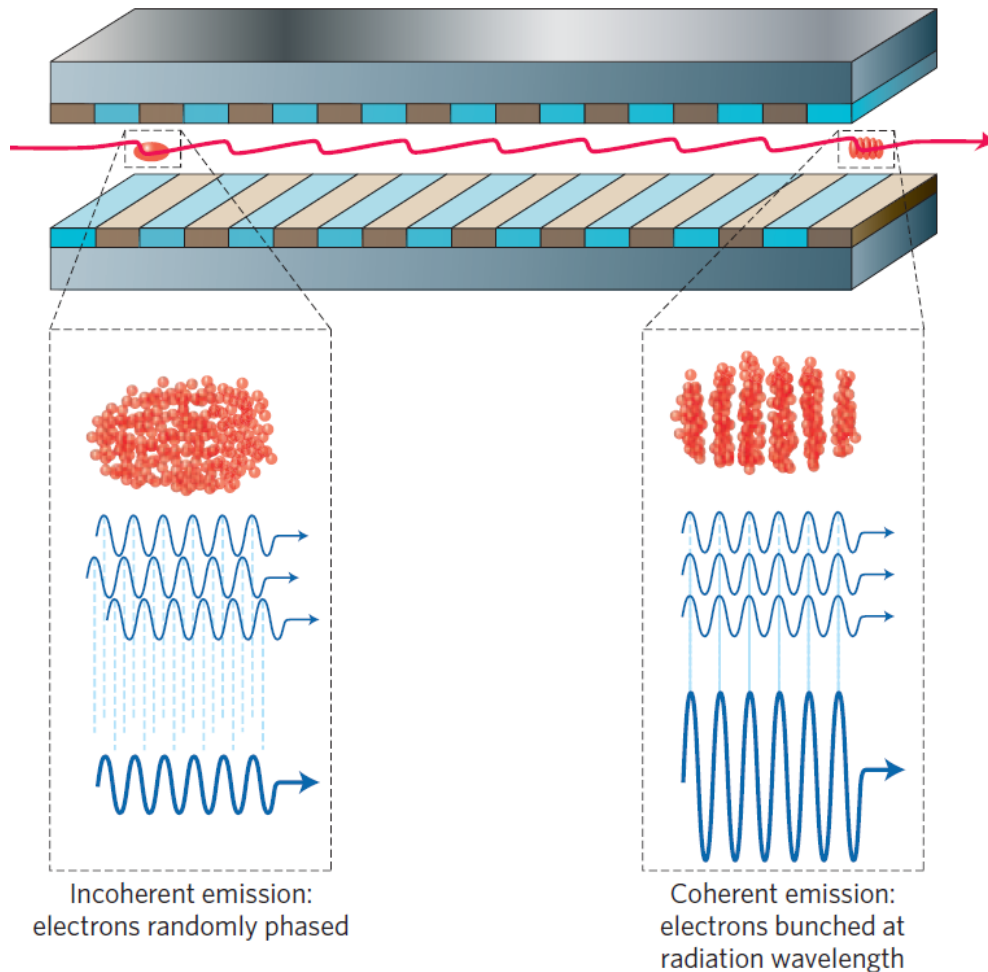 Incoherent emission:
electrons randomly phased
Coherent emission:
electrons bunched at
radiation wavelength